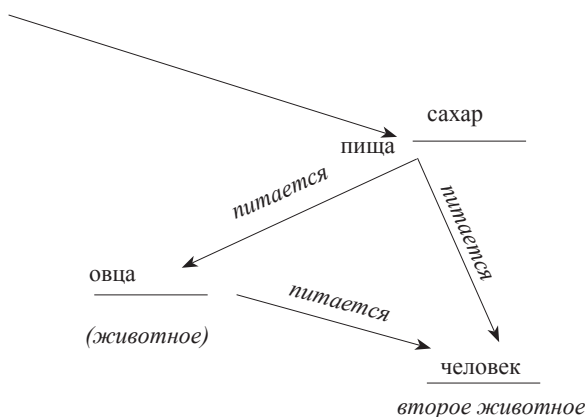 сахар
пища
питается
питается
овца
питается
(животное)
человек
второе животное